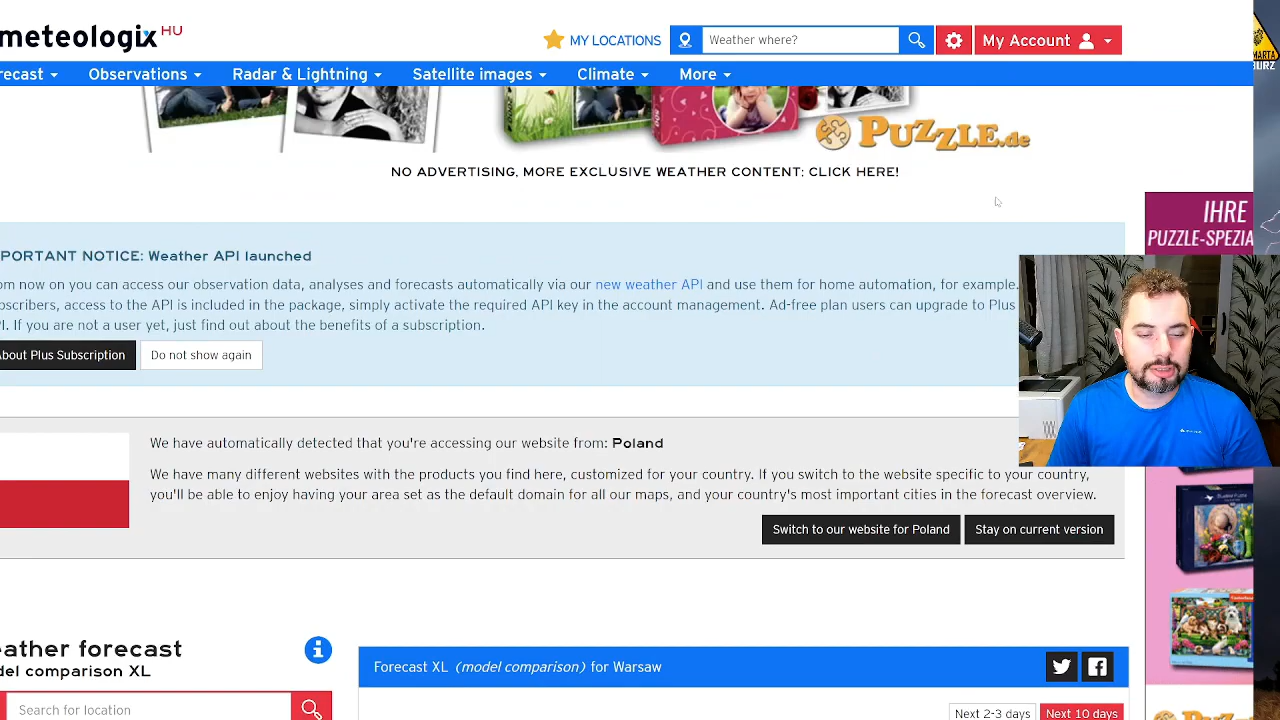 meteologix HU
MY LOCATIONS
Weather where?
My Account
recast
Observations
Radar & Lightning
Satellite images
Climate
More
PUZZLE.de
NO ADVERTISING, MORE EXCLUSIVE WEATHER CONTENT: CLICK HERE!
IHRE
PUZZLE-SPEZIA
PORTANT NOTICE: Weather API launched
om now on you can access our observation data, analyses and forecasts automatically via our new weather API and use them for home automation, for example.
bscribers, access to the API is included in the package, simply activate the required API key in the account management. Ad-free plan users can upgrade to Plus
I. If you are not a user yet, just find out about the benefits of a subscription.
About Plus Subscription
Do not show again
We have automatically detected that you're accessing our website from: Poland
We have many different websites with the products you find here, customized for your country. If you switch to the website specific to your country,
you'll be able to enjoy having your area set as the default domain for all our maps, and your country's most important cities in the forecast overview.
Switch to our website for Poland
Stay on current version
eather forecast
del comparison XL
Search for location
Forecast XL (model comparison) for Warsaw
Next 2-3 days
Next 10 days